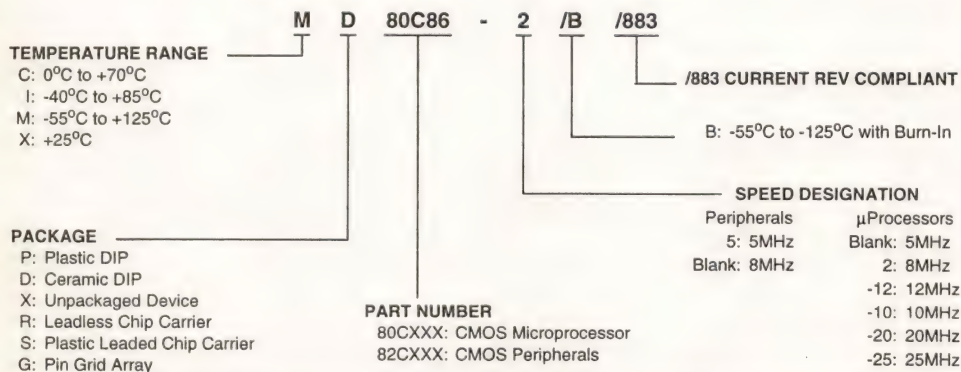 M D 80C86 - 2 /B /883
TEMPERATURE RANGE
C: 0°C to +70°C
I: -40°C to +85°C
M: -55°C to +125°C
X: +25°C
/883 CURRENT REV COMPLIANT
B: -55°C to -125°C with Burn-In
SPEED DESIGNATION
Peripherals
5: 5MHz
Blank: 8MHz
µProcessors
Blank: 5MHz
2: 8MHz
-12: 12MHz
-10: 10MHz
-20: 20MHz
-25: 25MHz
PACKAGE
P: Plastic DIP
D: Ceramic DIP
X: Unpackaged Device
R: Leadless Chip Carrier
S: Plastic Leaded Chip Carrier
G: Pin Grid Array
PART NUMBER
80CXXX: CMOS Microprocessor
82CXXX: CMOS Peripherals